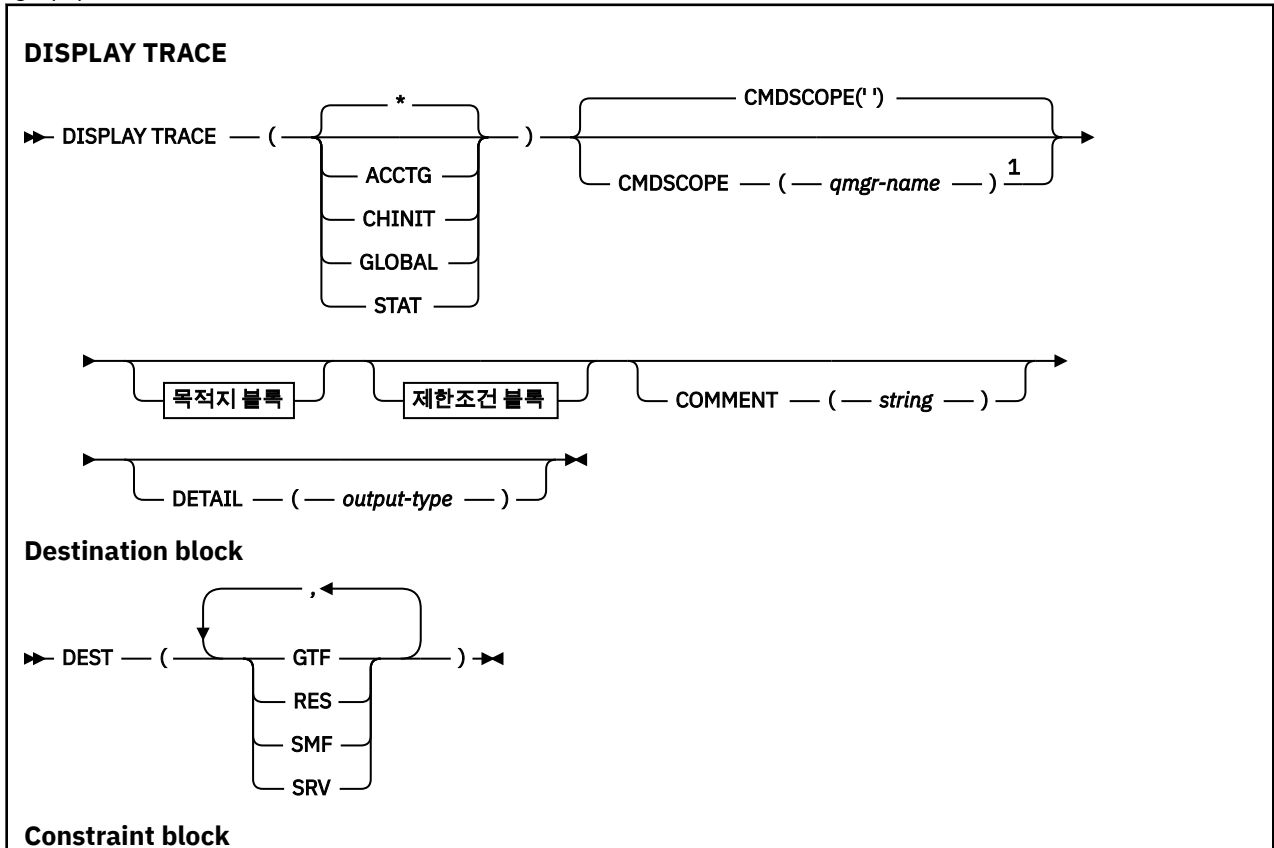 DISPLAY TRACE
*
CMDSCOPE(' ')
DISPLAY TRACE ( )
ACCTG
CHINIT
GLOBAL
STAT
CMDSCOPE ( qmgr-name ) 1
목적지 블록 제한조건 블록 COMMENT ( string )
DETAIL ( output-type )
Destination block
,
DEST ( GTF )
RES
SMF
SRV
Constraint block